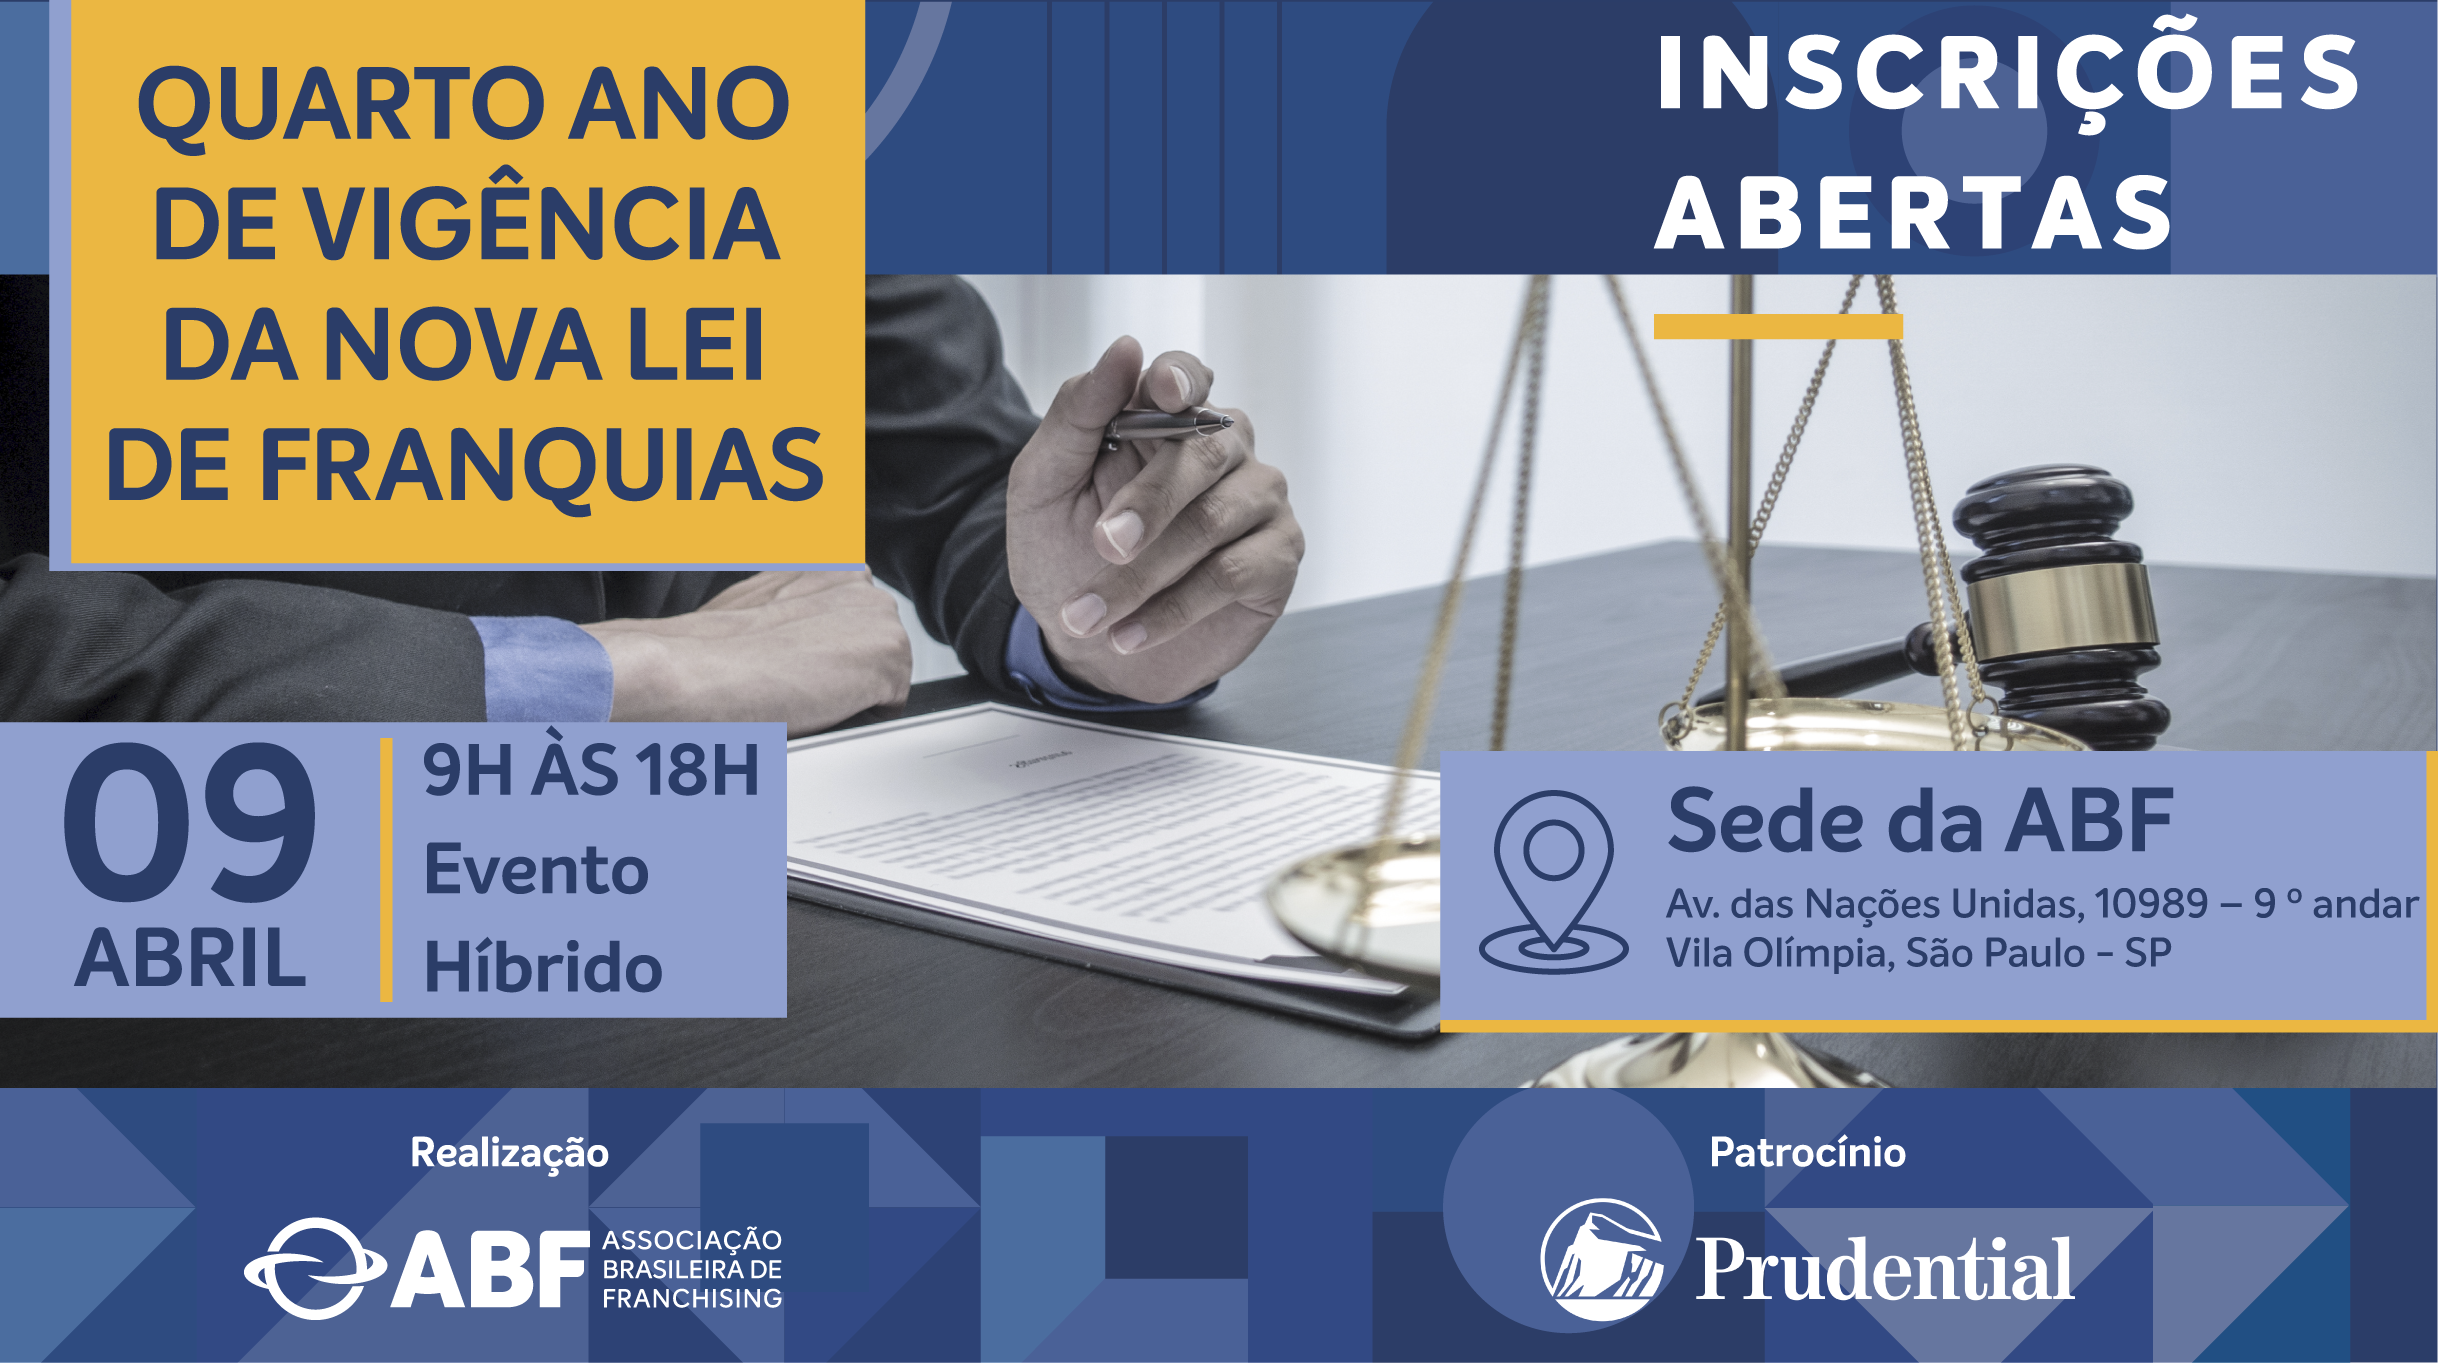 QUARTO ANO
DE VIGÊNCIA
DA NOVA LEI
DE FRANQUIAS
INSCRIÇÕES
ABERTAS
09
ABRIL
9H ÀS 18H
Evento
Híbrido
Sede da ABF
Av. das Nações Unidas, 10989 – 9 º andar
Vila Olímpia, São Paulo - SP
Realização
ABF
ASSOCIAÇÃO
BRASILEIRA DE
FRANCHISING
Patrocínio
Prudential